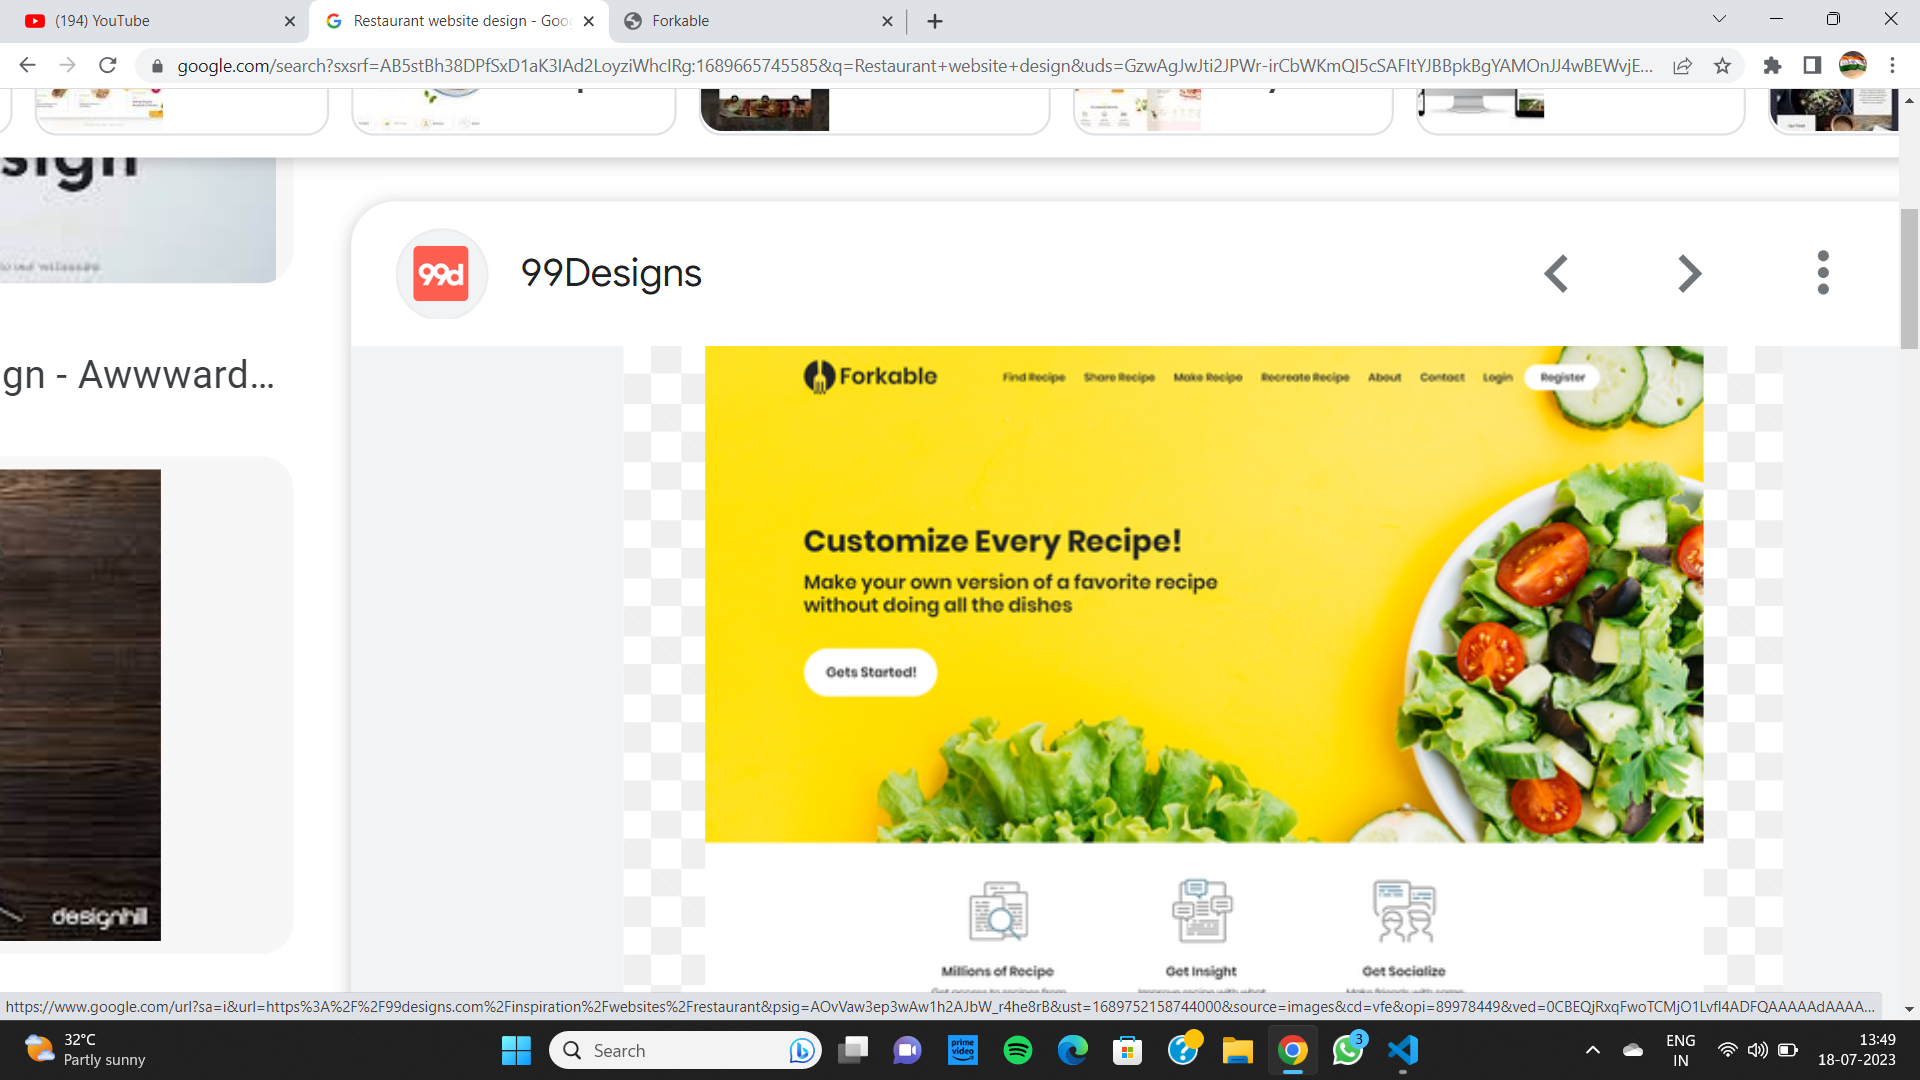 (194) YouTube
Restaurant website design - Goo
Forkable
google.com/search?sxsrf=AB5stBh38DPfSxD1aK3IAd2LoyziWhcIRg:1689665745585&q=Restaurant+website+design&uds=GzwAgJwJti2JPWr-irCbWKmQI5cSAFItYJBBpkBgYAMOnJJ4wBEWvjE...
sign
99d
99Designs
gn - Awwward...
designhill
Forkable
Find Recipe
Share Recipe
Make Recipe
Recreate Recipe
About
Contact
Login
Register
Customize Every Recipe!
Make your own version of a favorite recipe
without doing all the dishes
Gets Started!
Millions of Recipe
Get Insight
Get Socialize
https://www.google.com/url?sa=i&url=https%3A%2F%2F99designs.com%2Finspiration%2Fwebsites%2Frestaurant&psig=AOvVaw3ep3wAw1h2AJbW_r4he8rB&ust=1689752158744000&source=images&cd=vfe&opi=89978449&ved=0CBEQjRxqFwoTCMjO1Lvfl4ADFQAAAAAdAAAA...
32°C
Partly sunny
Search
prime
video
3
ENG
IN
13:49
18-07-2023